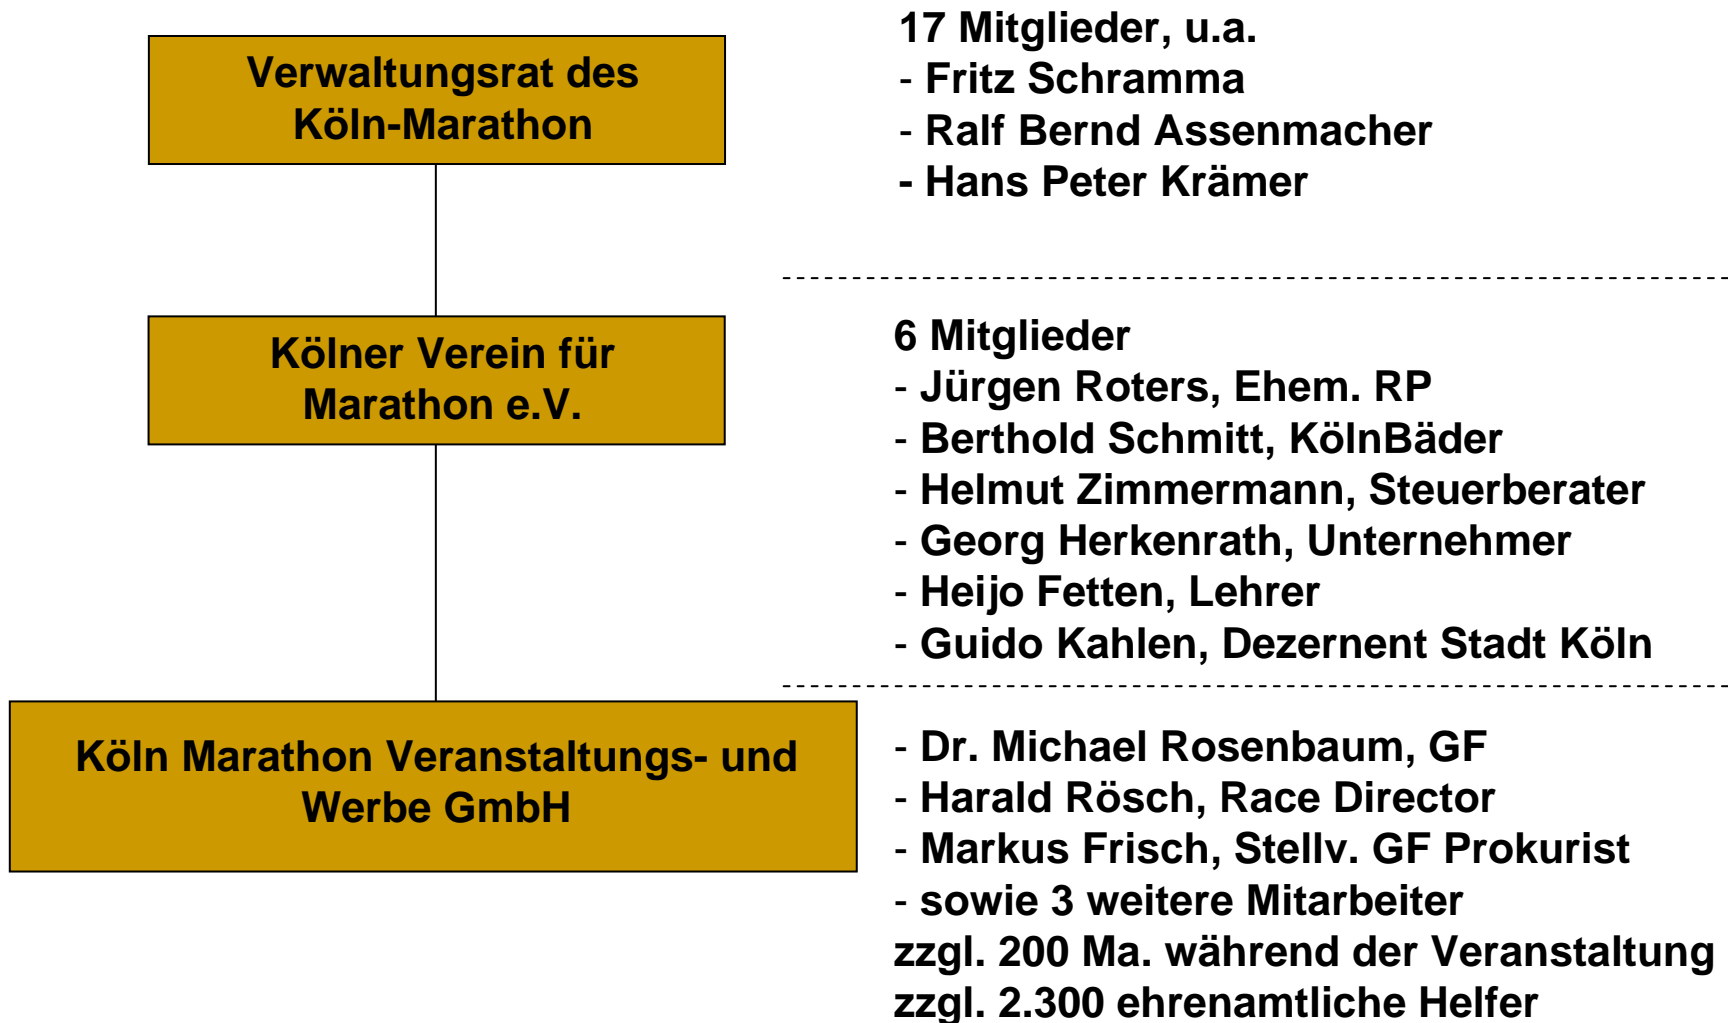 Verwaltungsrat des
Köln-Marathon
17 Mitglieder, u.a.
- Fritz Schramma
- Ralf Bernd Assenmacher
- Hans Peter Krämer
Kölner Verein für
Marathon e.V.
6 Mitglieder
- Jürgen Roters, Ehem. RP
- Berthold Schmitt, KölnBäder
- Helmut Zimmermann, Steuerberater
- Georg Herkenrath, Unternehmer
- Heijo Fetten, Lehrer
- Guido Kahlen, Dezernent Stadt Köln
Köln Marathon Veranstaltungs- und
Werbe GmbH
- Dr. Michael Rosenbaum, GF
- Harald Rösch, Race Director
- Markus Frisch, Stellv. GF Prokurist
- sowie 3 weitere Mitarbeiter
zzgl. 200 Ma. während der Veranstaltung
zzgl. 2.300 ehrenamtliche Helfer